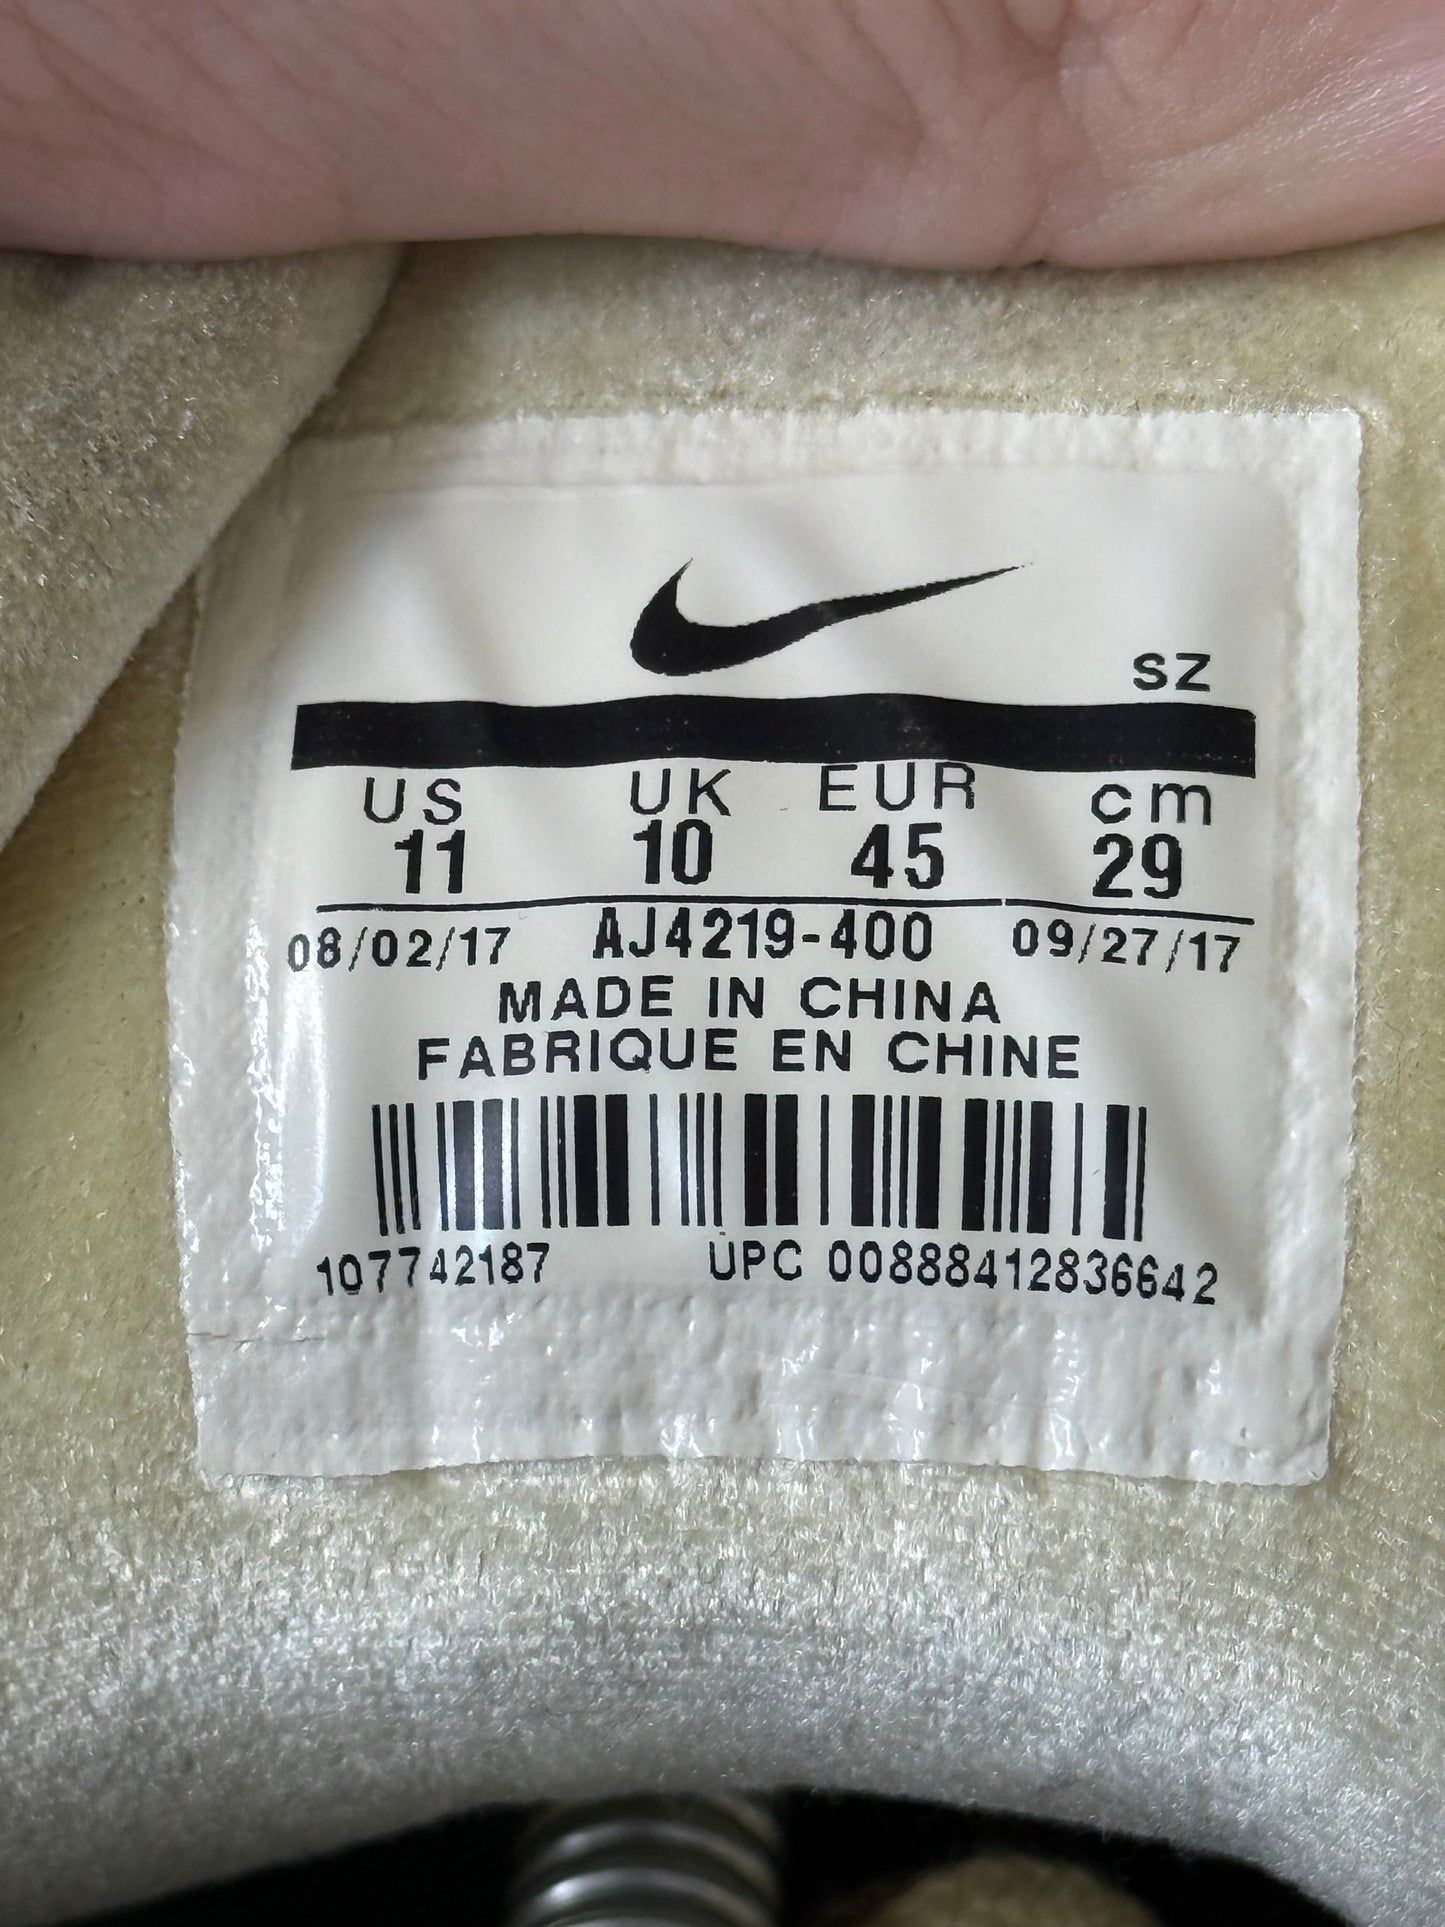 SZ
US UK EUR cm
11 10 45 29
08/02/17 AJ4219-400 09/27/17
MADE IN CHINA
FABRIQUE EN CHINE
107742187 UPC 00888412836642